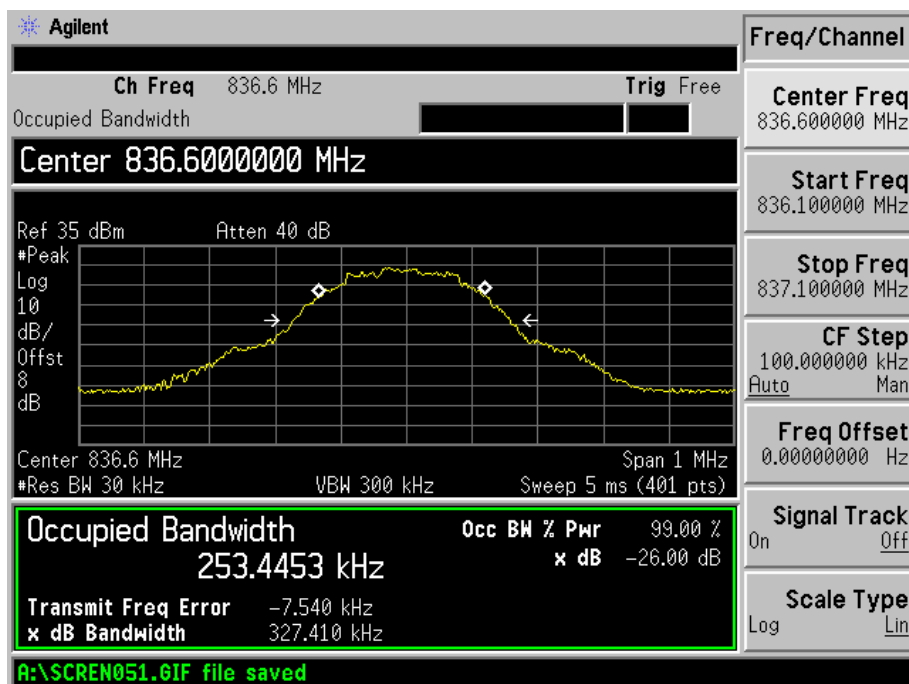 Agilent
Ch Freq 836.6 MHz Trig Free
Occupied Bandwidth
Center 836.6000000 MHz
Ref 35 dBm Atten 40 dB
#Peak
Log
10
dB/
Offst
8
dB
Center 836.6 MHz Span 1 MHz
#Res BW 30 kHz VBW 300 kHz Sweep 5 ms (401 pts)
Occupied Bandwidth
253.4453 kHz
Occ BW % Pwr 99.00 %
x dB -26.00 dB
Transmit Freq Error -7.540 kHz
x dB Bandwidth 327.410 kHz
A:\SCREN051.GIF file saved
Freq/Channel
Center Freq
836.600000 MHz
Start Freq
836.100000 MHz
Stop Freq
837.100000 MHz
CF Step
100.000000 kHz
Auto Man
Freq Offset
0.00000000 Hz
Signal Track
On Off
Scale Type
Log Lin